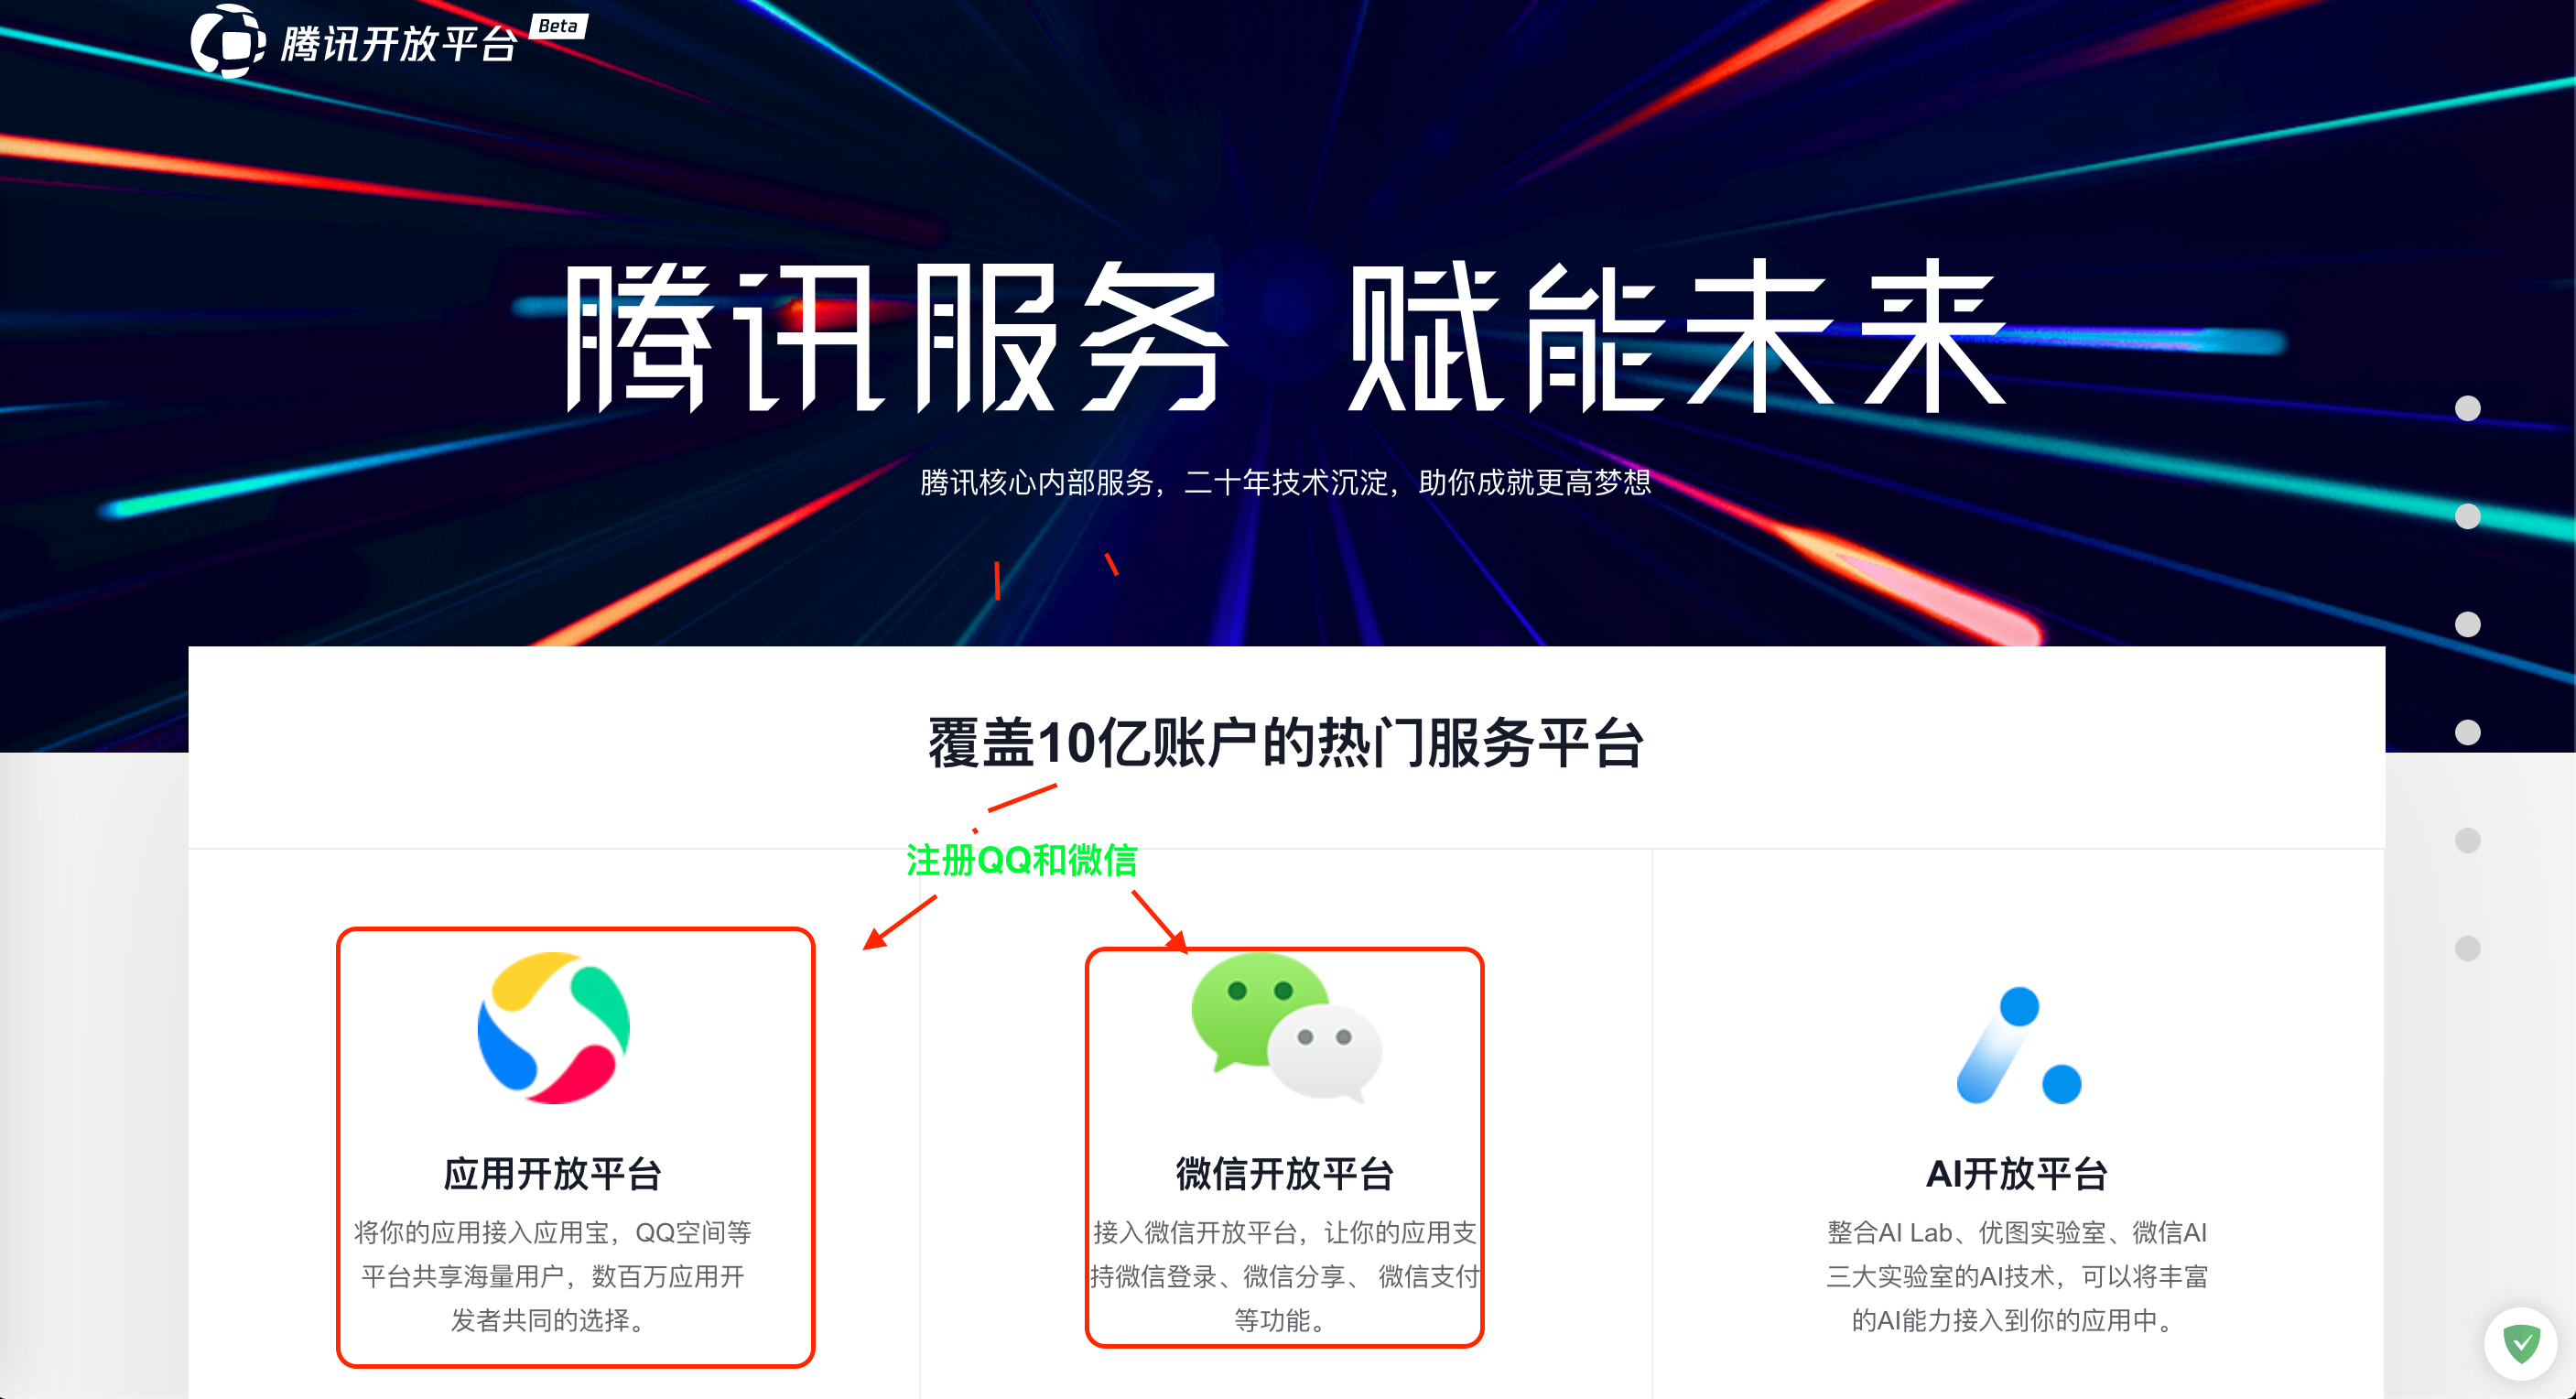 腾讯开放平台 Beta
腾讯服务 赋能未来
腾讯核心内部服务，二十年技术沉淀，助你成就更高梦想
覆盖10亿账户的热门服务平台
注册QQ和微信
应用开放平台
将你的应用接入应用宝，QQ空间等
平台共享海量用户，数百万应用开
发者共同的选择。
微信开放平台
接入微信开放平台，让你的应用支
持微信登录、微信分享、 微信支付
等功能。
AI开放平台
整合AI Lab、优图实验室、微信AI
三大实验室的AI技术，可以将丰富
的AI能力接入到你的应用中。